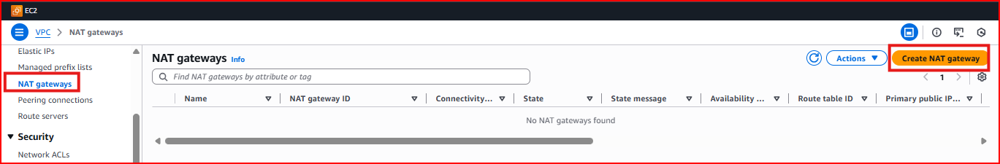 EC2
VPC > NAT gateways
Elastic IPs
Managed prefix lists
NAT gateways
Peering connections
Route servers
Security
Network ACLs
NAT gateways Info
Actions
Create NAT gateway
Find NAT gateways by attribute or tag
1
Name NAT gateway ID Connectivity... State State message Availability ... Route table ID Primary public IP...
No NAT gateways found